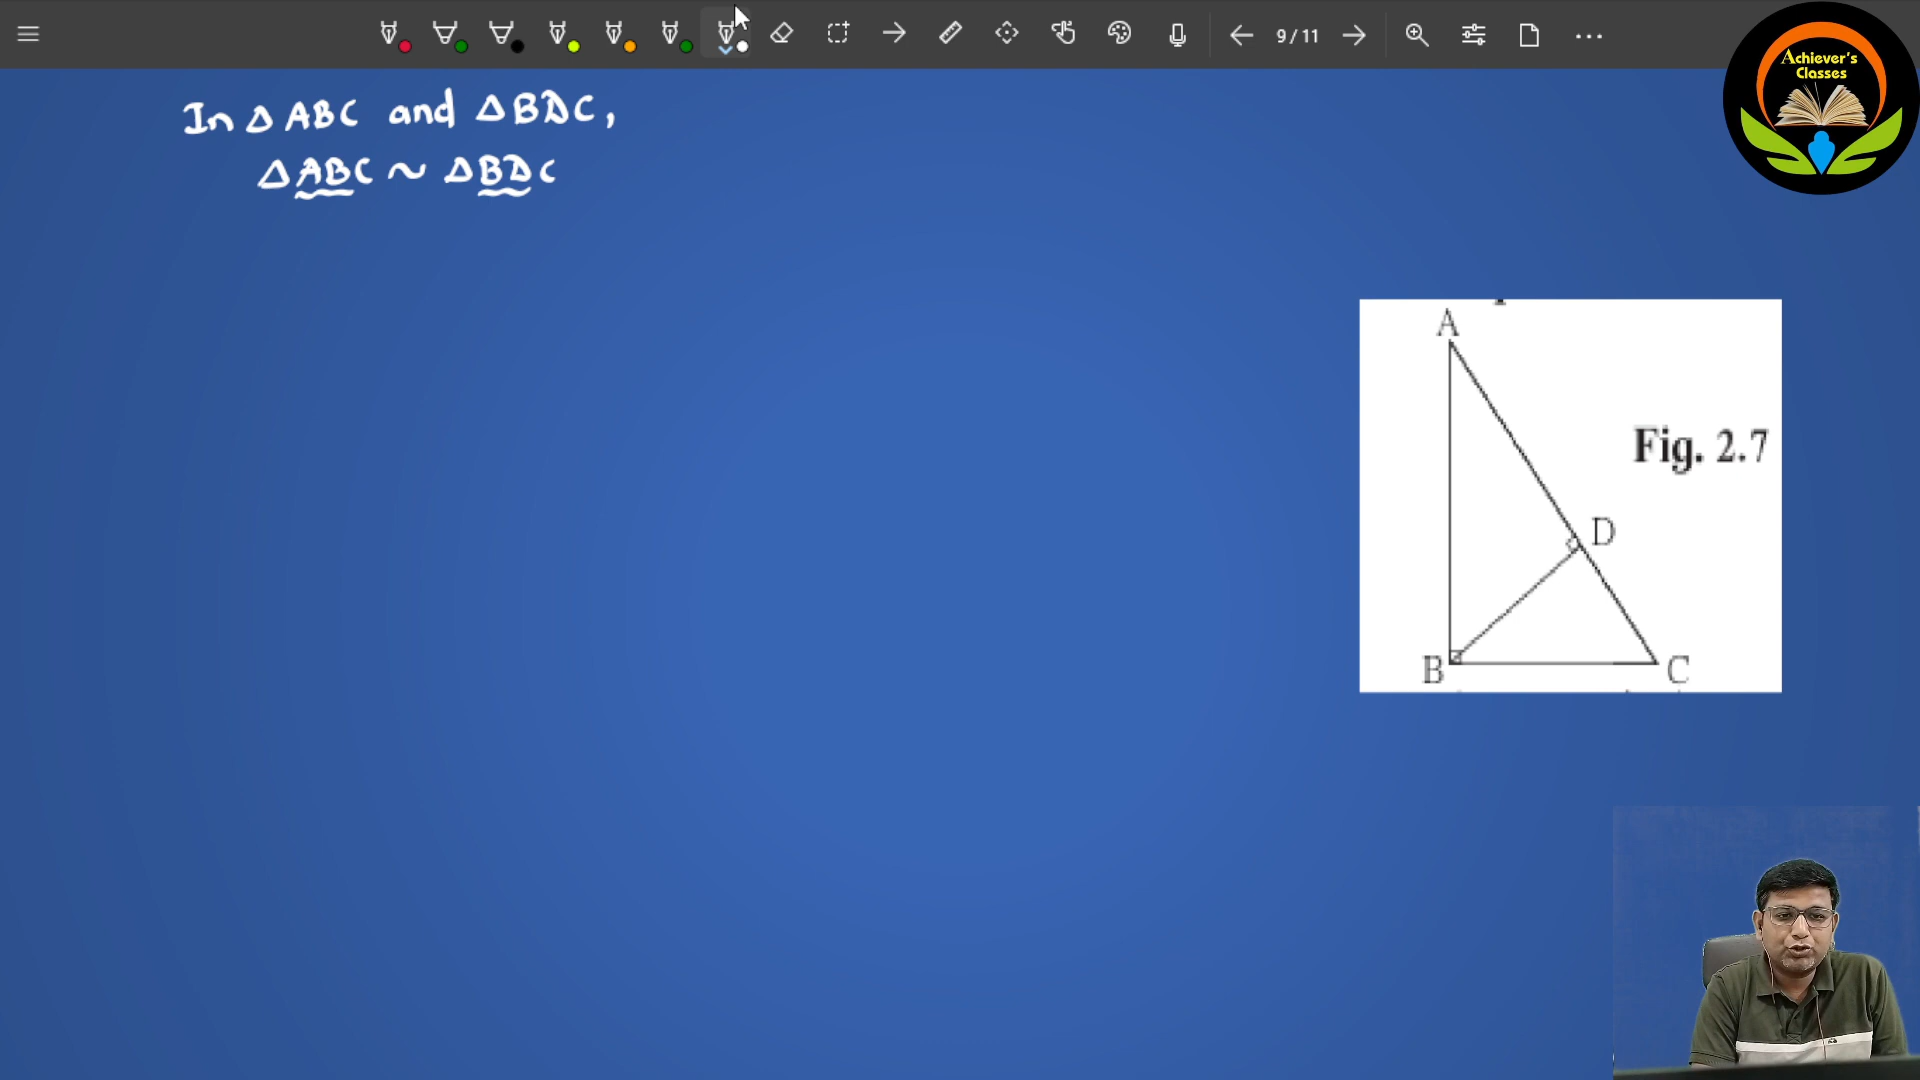 9 / 11
Achiever's
Classes
In △ ABC and △BDC,
△ABC ~ △BDC
A
Fig. 2.7
D
B
C